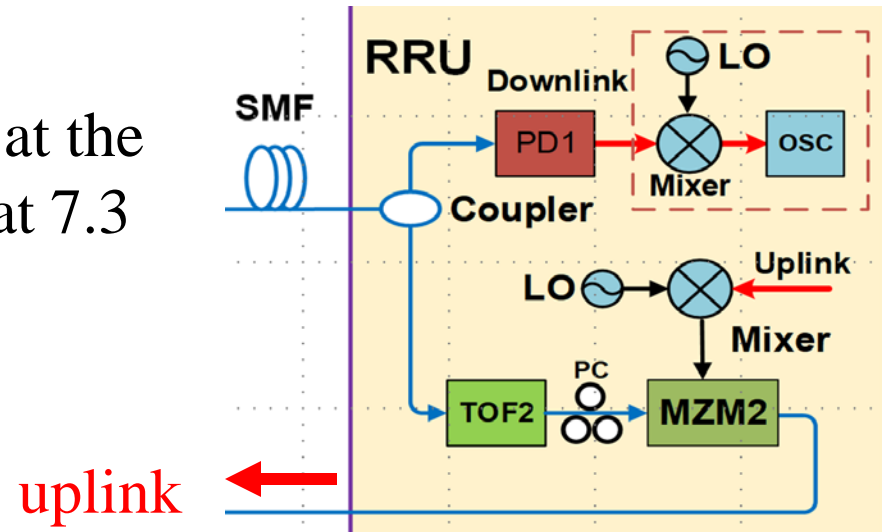 at the
at 7.3
uplink
SMF
RRU
Downlink
LO
PD1
OSC
Mixer
Coupler
Uplink
LO
Mixer
PC
TOF2
MZM2